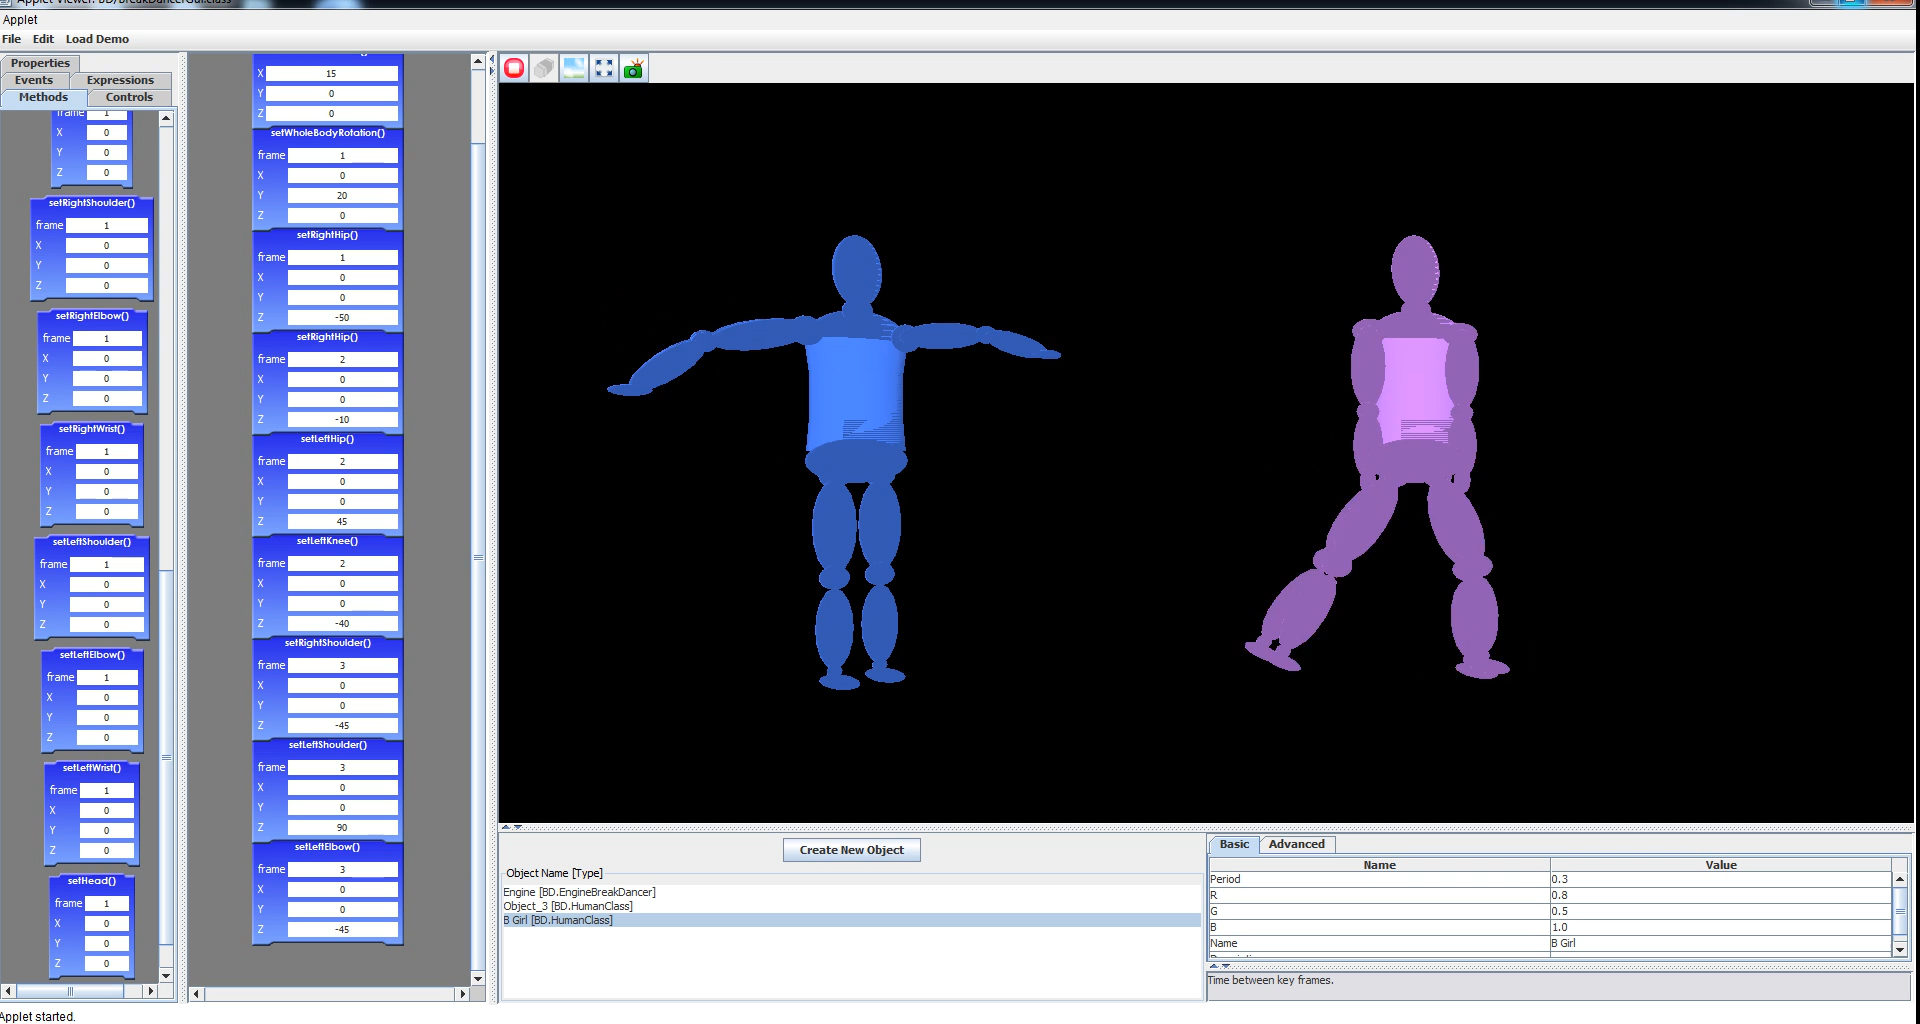 Applet Viewer: BD/BreakDancerGui.class
Applet
File Edit Load Demo
Properties
Events Expressions
Methods Controls
frame 1
X 0
Y 0
Z 0
setRightShoulder()
frame 1
X 0
Y 0
Z 0
setRightElbow()
frame 1
X 0
Y 0
Z 0
setRightWrist()
frame 1
X 0
Y 0
Z 0
setLeftShoulder()
frame 1
X 0
Y 0
Z 0
setLeftElbow()
frame 1
X 0
Y 0
Z 0
setLeftWrist()
frame 1
X 0
Y 0
Z 0
setHead()
frame 1
X 0
Y 0
Z 0
X 15
Y 0
Z 0
setWholeBodyRotation()
frame 1
X 0
Y 20
Z 0
setRightHip()
frame 1
X 0
Y 0
Z -50
setRightHip()
frame 2
X 0
Y 0
Z -10
setLeftHip()
frame 2
X 0
Y 0
Z 45
setLeftKnee()
frame 2
X 0
Y 0
Z -40
setRightShoulder()
frame 3
X 0
Y 0
Z -45
setLeftShoulder()
frame 3
X 0
Y 0
Z 90
setLeftElbow()
frame 3
X 0
Y 0
Z -45
Create New Object
Object Name [Type]
Engine [BD.EngineBreakDancer]
Object_3 [BD.HumanClass]
B Girl [BD.HumanClass]
Basic Advanced
Name Value
Period 0.3
R 0.8
G 0.5
B 1.0
Name B Girl
Time between key frames.
Applet started.